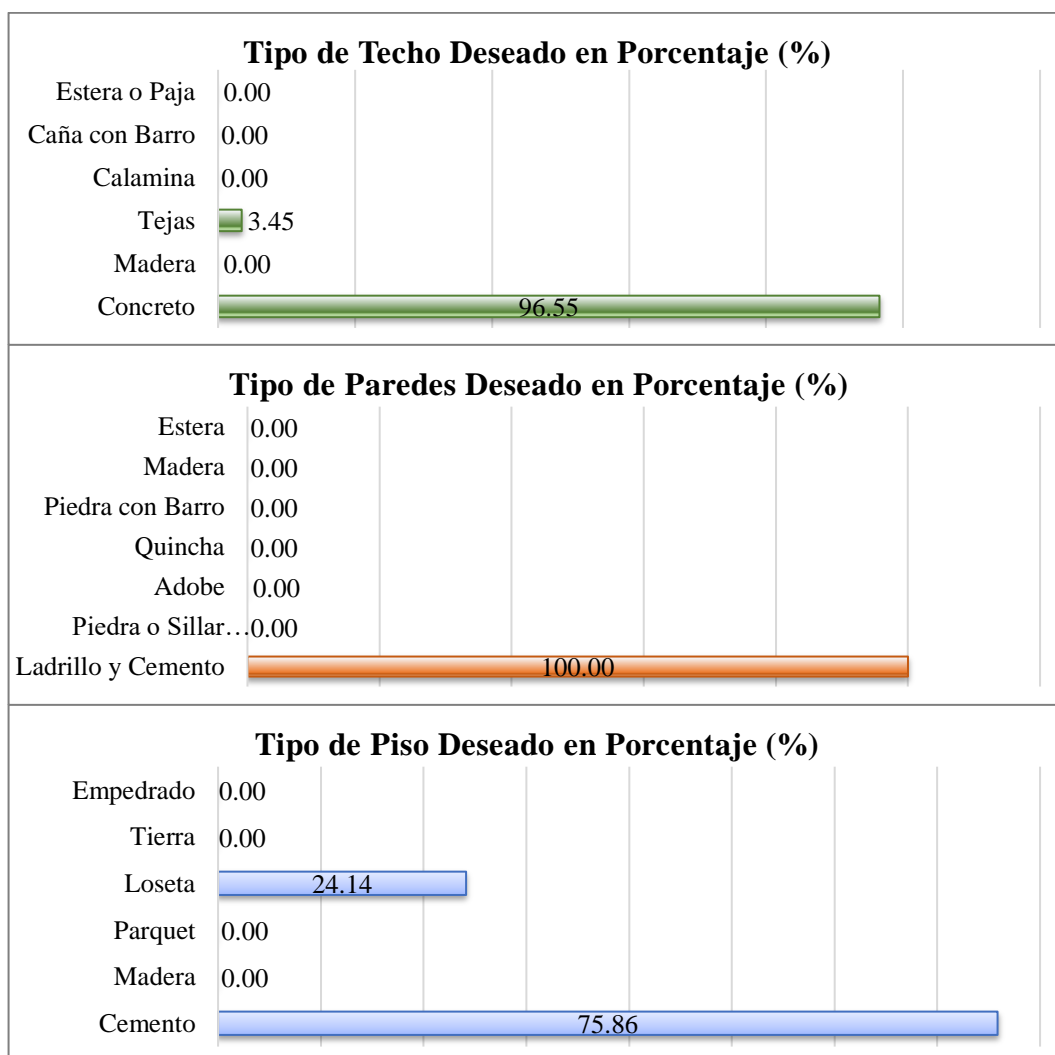 Tipo de Techo Deseado en Porcentaje (%)
Estera o Paja 0.00
Caña con Barro 0.00
Calamina 0.00
Tejas 3.45
Madera 0.00
Concreto 96.55
Tipo de Paredes Deseado en Porcentaje (%)
Estera 0.00
Madera 0.00
Piedra con Barro 0.00
Quincha 0.00
Adobe 0.00
Piedra o Sillar… 0.00
Ladrillo y Cemento 100.00
Tipo de Piso Deseado en Porcentaje (%)
Empedrado 0.00
Tierra 0.00
Loseta 24.14
Parquet 0.00
Madera 0.00
Cemento 75.86